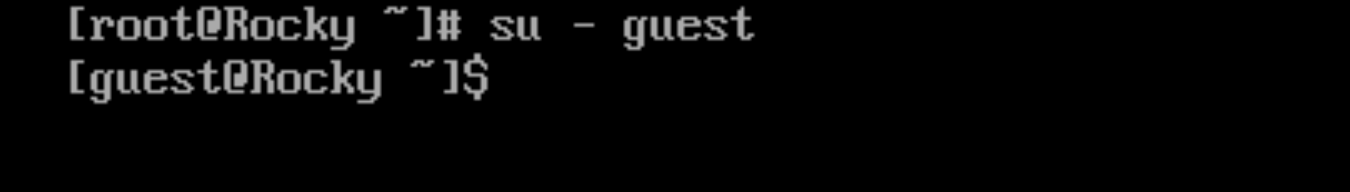 [root@Rocky ~]# su - guest
[guest@Rocky ~]$